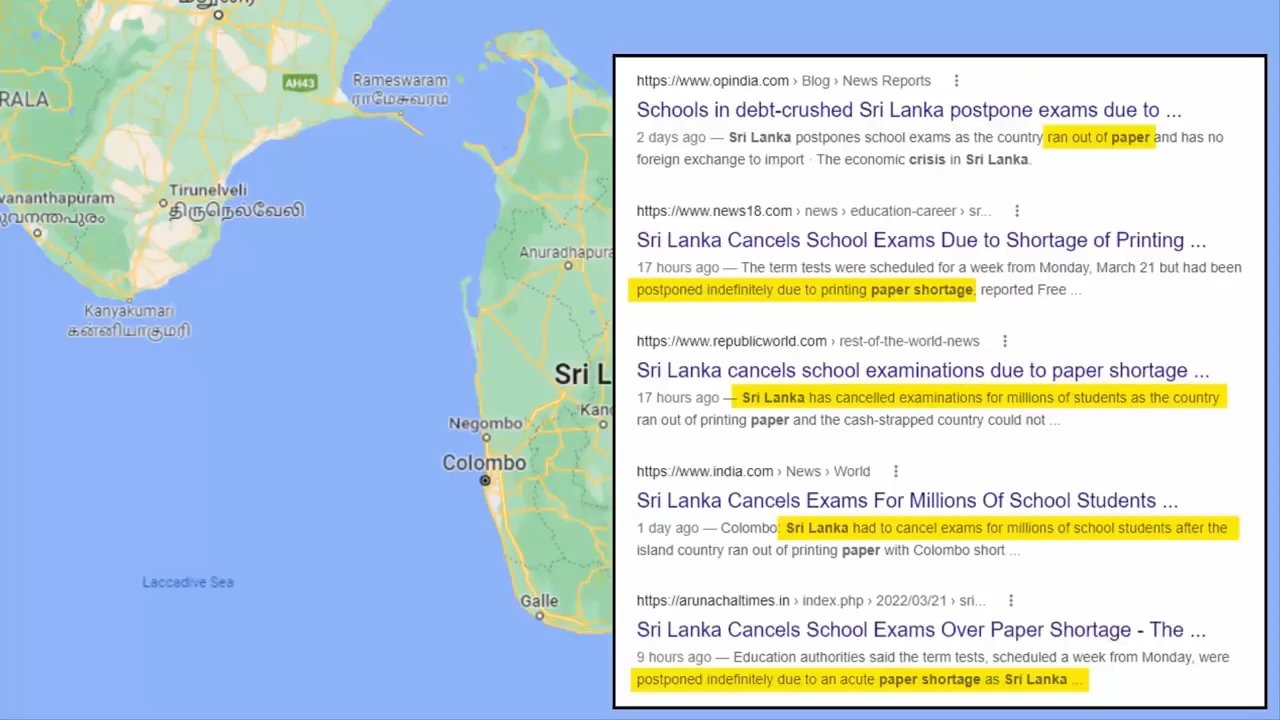 மதுரை
RALA
AH43
Rameswaram
ராமேசுவரம்
Tirunelveli
திருநெல்வேலி
vananthapuram
Kanyakumari
கன்னியாகுமரி
Anuradhapura
Sri L
Kand
Negombo
Colombo
Galle
Laccadive Sea
https://www.opindia.com › Blog › News Reports
Schools in debt-crushed Sri Lanka postpone exams due to ...
2 days ago — Sri Lanka postpones school exams as the country ran out of paper and has no
foreign exchange to import · The economic crisis in Sri Lanka.
https://www.news18.com › news › education-career › sr...
Sri Lanka Cancels School Exams Due to Shortage of Printing ...
17 hours ago — The term tests were scheduled for a week from Monday, March 21 but had been
postponed indefinitely due to printing paper shortage, reported Free ...
https://www.republicworld.com › rest-of-the-world-news
Sri Lanka cancels school examinations due to paper shortage ...
17 hours ago — Sri Lanka has cancelled examinations for millions of students as the country
ran out of printing paper and the cash-strapped country could not ...
https://www.india.com › News › World
Sri Lanka Cancels Exams For Millions Of School Students ...
1 day ago — Colombo: Sri Lanka had to cancel exams for millions of school students after the
island country ran out of printing paper with Colombo short ...
https://arunachaltimes.in › index.php › 2022/03/21 › sri...
Sri Lanka Cancels School Exams Over Paper Shortage - The ...
9 hours ago — Education authorities said the term tests, scheduled a week from Monday, were
postponed indefinitely due to an acute paper shortage as Sri Lanka ...